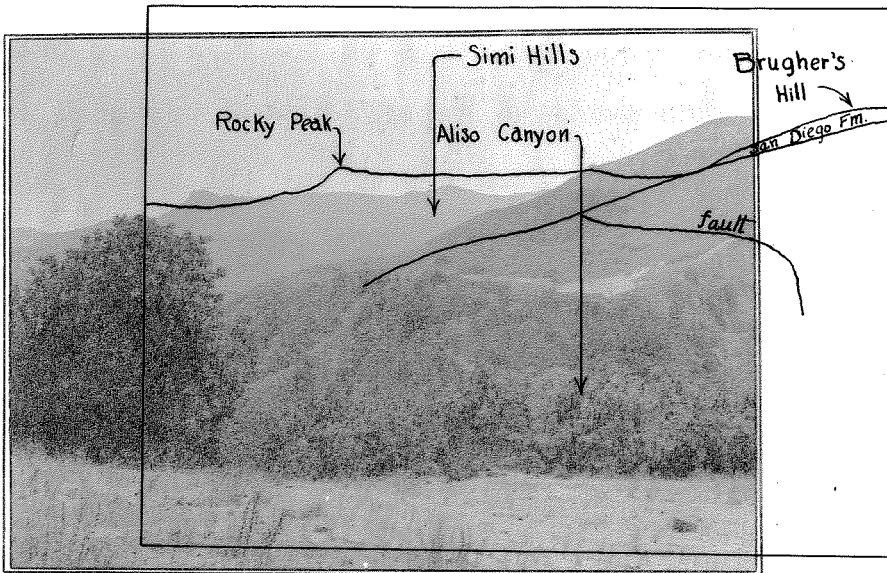 Simi Hills
Brugher's
Hill
Rocky Peak
Aliso Canyon
San Diego Fm.
fault